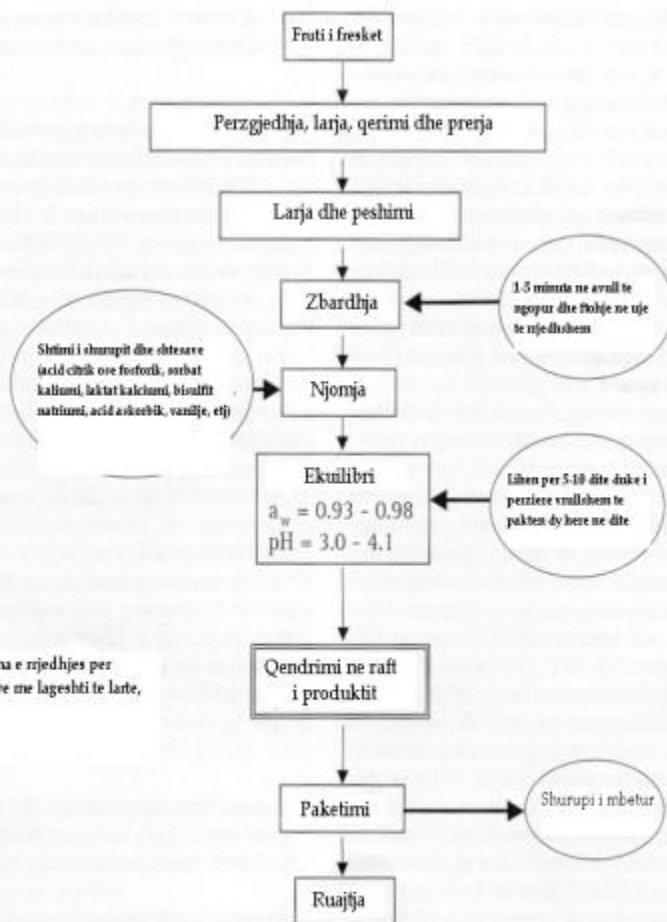 Fruti i fresket
Perzgjedhja, larja, qerimi dhe prerja
Larja dhe peshimi
Zbardhja
1-5 minuta ne avull te
ngopur dhe ftohje ne uje
te rrjedhshem
Shtimi i shurupit dhe shtesave
(acid citrik ose fosforik, sorbat
kaliumi, laktat kalciumi, bisulfit
natriumi, acid askorbik, vanilje, etj)
Njomja
Ekuilibri
a_w = 0.93 - 0.98
pH = 3.0 - 4.1
Lihen per 5-10 dite duke i
perziere vrullshem te
pakten dy here ne dite
na e rrjedhjes per
ve me lageshti te larte,
Qendrimi ne raft
i produktit
Paketimi
Shurupi i mbetur
Ruajtja